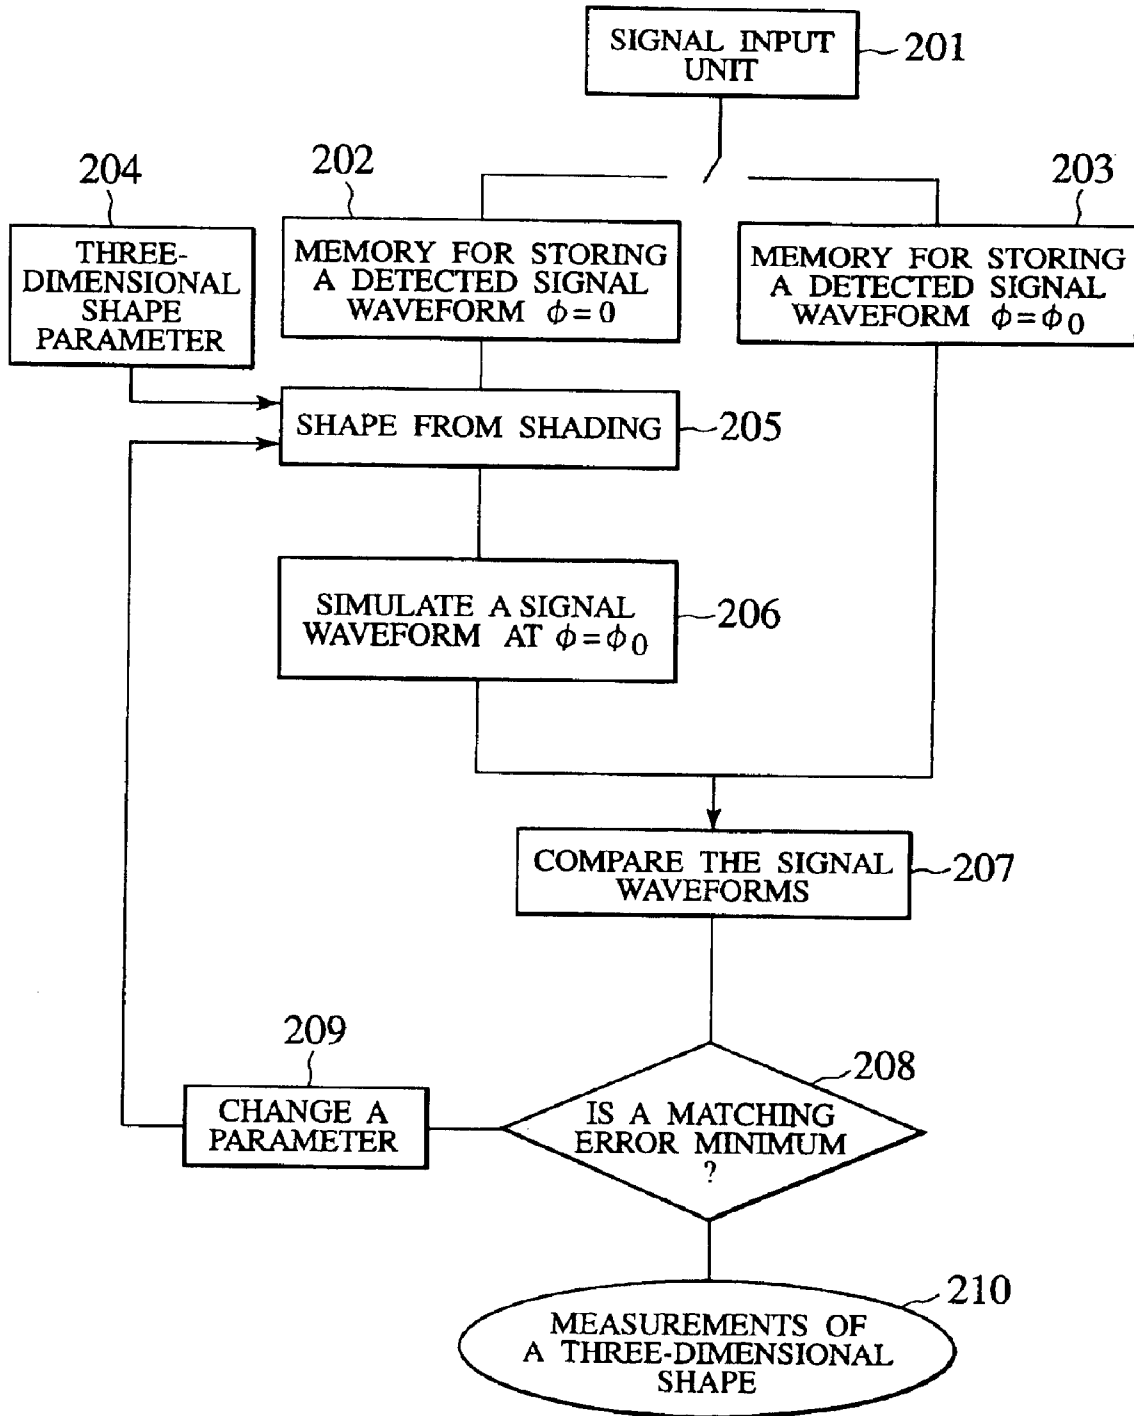 SIGNAL INPUT
UNIT
201
204
202
203
THREE-
DIMENSIONAL
SHAPE
PARAMETER
MEMORY FOR STORING
A DETECTED SIGNAL
WAVEFORM ϕ = 0
MEMORY FOR STORING
A DETECTED SIGNAL
WAVEFORM ϕ = ϕ0
SHAPE FROM SHADING
205
SIMULATE A SIGNAL
WAVEFORM AT ϕ = ϕ0
206
COMPARE THE SIGNAL
WAVEFORMS
207
209
208
CHANGE A
PARAMETER
IS A MATCHING
ERROR MINIMUM
?
210
MEASUREMENTS OF
A THREE-DIMENSIONAL
SHAPE